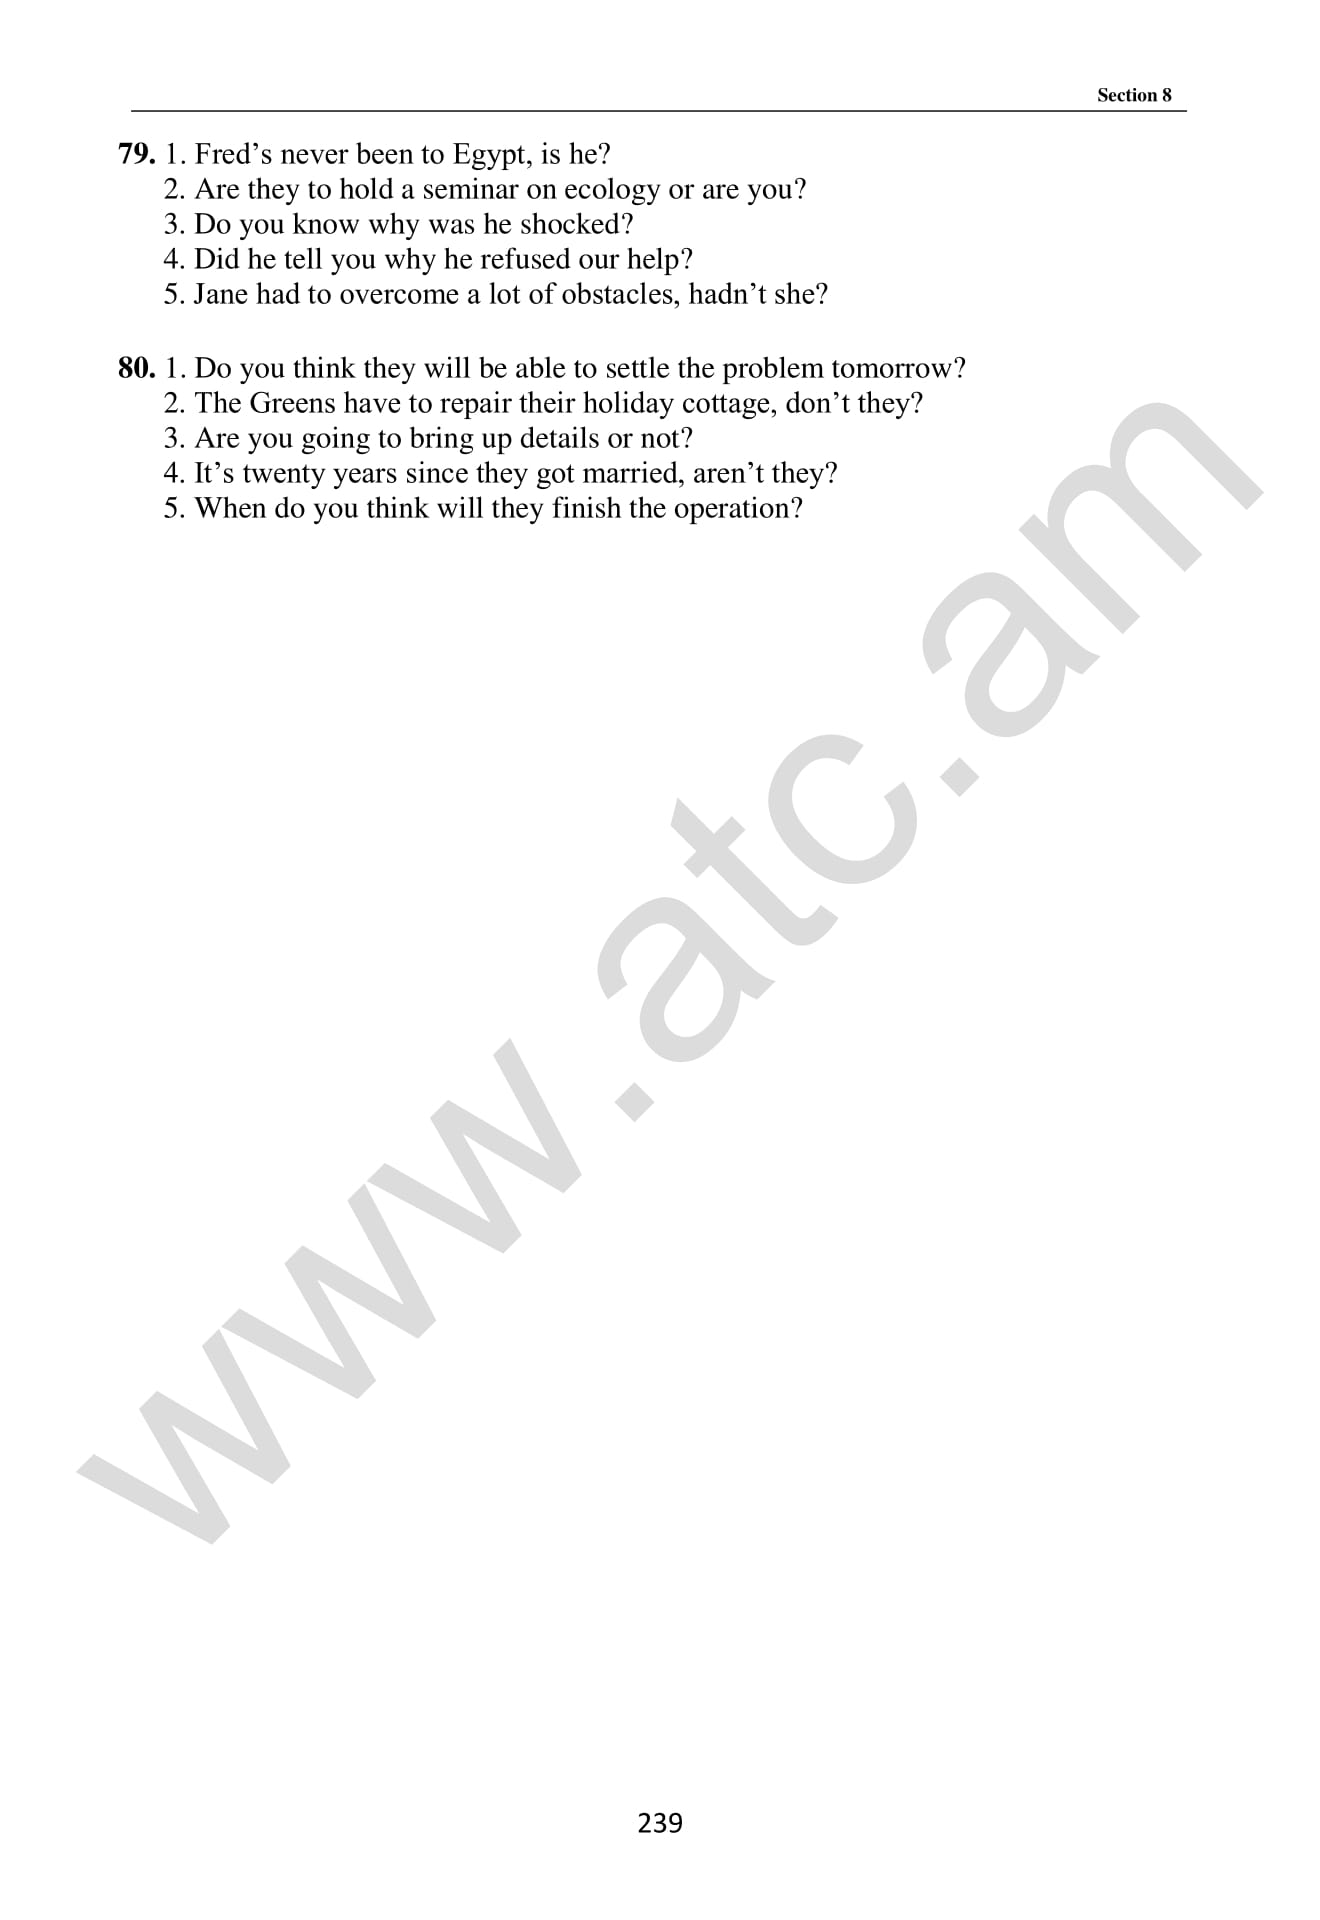 Section 8
79. 1. Fred’s never been to Egypt, is he?
2. Are they to hold a seminar on ecology or are you?
3. Do you know why was he shocked?
4. Did he tell you why he refused our help?
5. Jane had to overcome a lot of obstacles, hadn’t she?
80. 1. Do you think they will be able to settle the problem tomorrow?
2. The Greens have to repair their holiday cottage, don’t they?
3. Are you going to bring up details or not?
4. It’s twenty years since they got married, aren’t they?
5. When do you think will they finish the operation?
www.atc.am
239